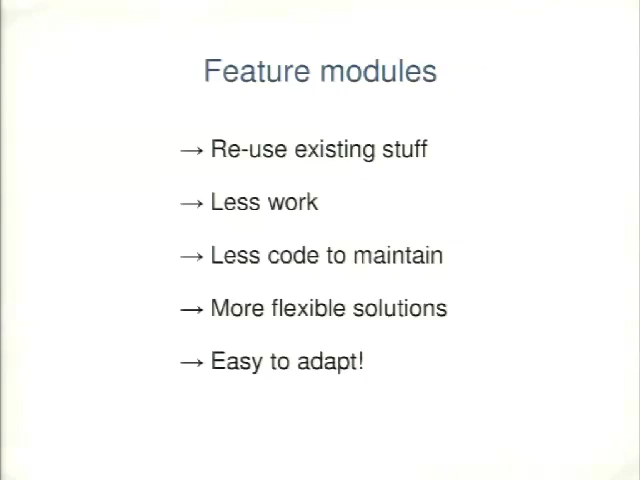 Feature modules
→ Re-use existing stuff
→ Less work
→ Less code to maintain
→ More flexible solutions
→ Easy to adapt!